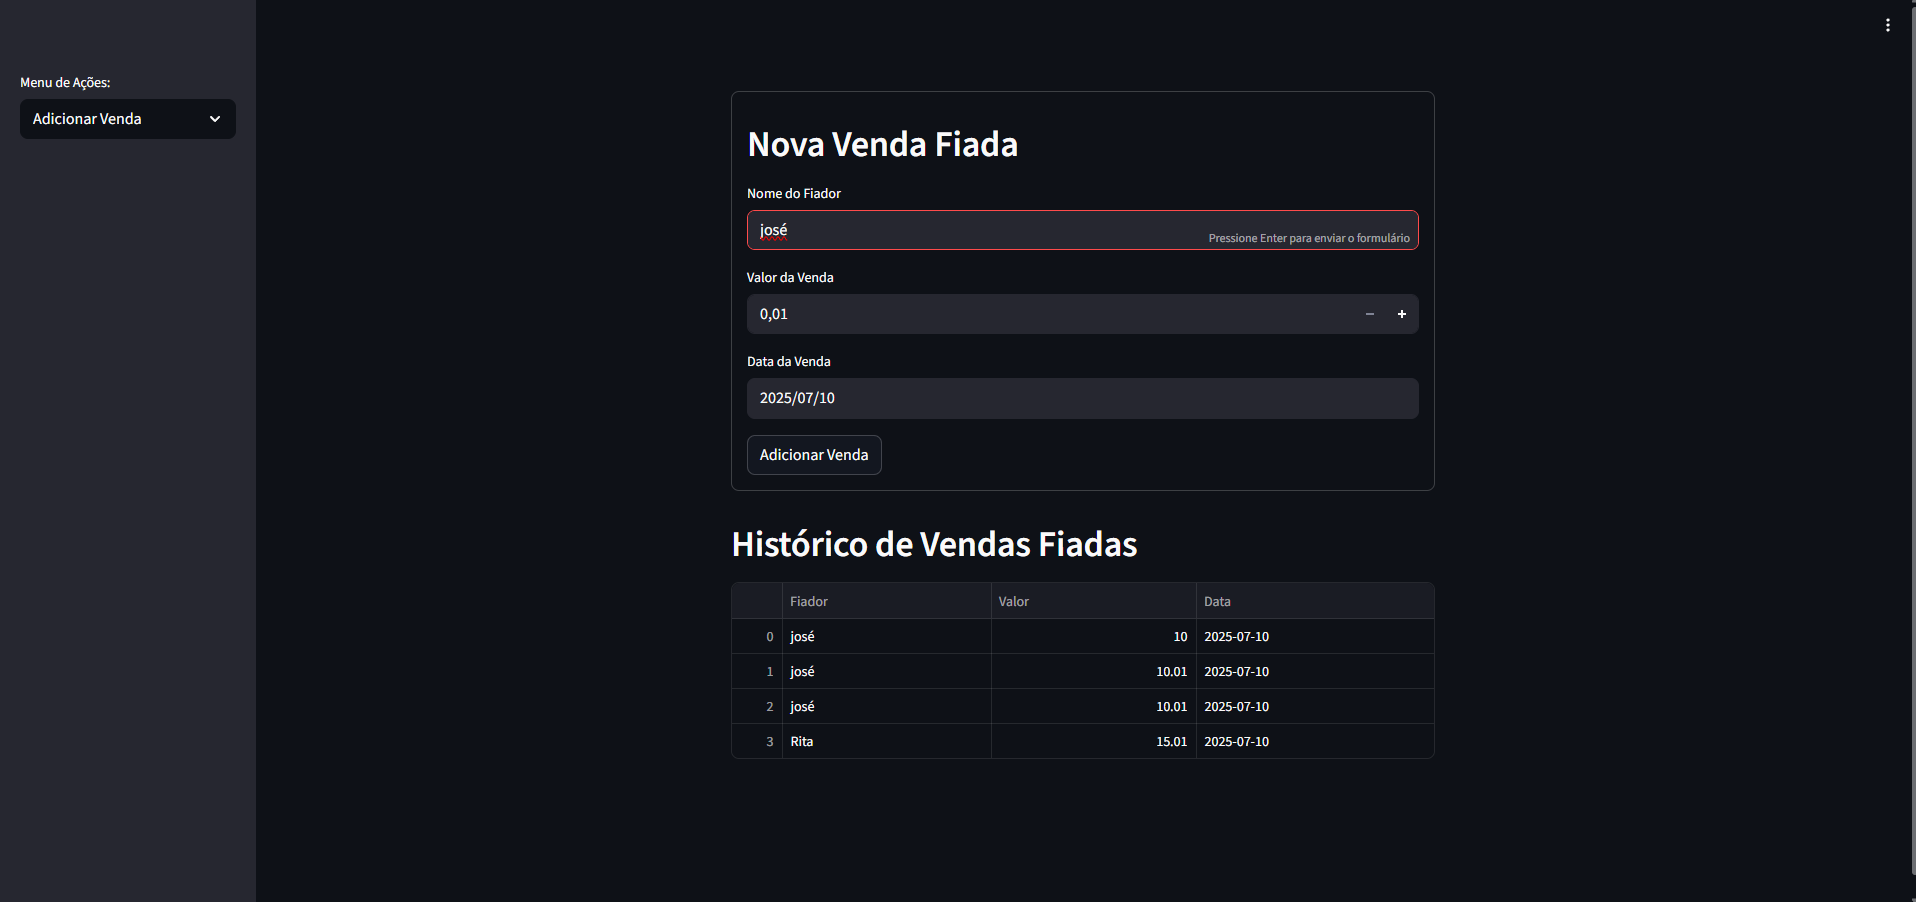 Menu de Ações:
Adicionar Venda
Nova Venda Fiada
Nome do Fiador
josé
Pressione Enter para enviar o formulário
Valor da Venda
0,01
Data da Venda
2025/07/10
Adicionar Venda
Histórico de Vendas Fiadas
Fiador Valor Data
0 josé 10 2025-07-10
1 josé 10.01 2025-07-10
2 josé 10.01 2025-07-10
3 Rita 15.01 2025-07-10